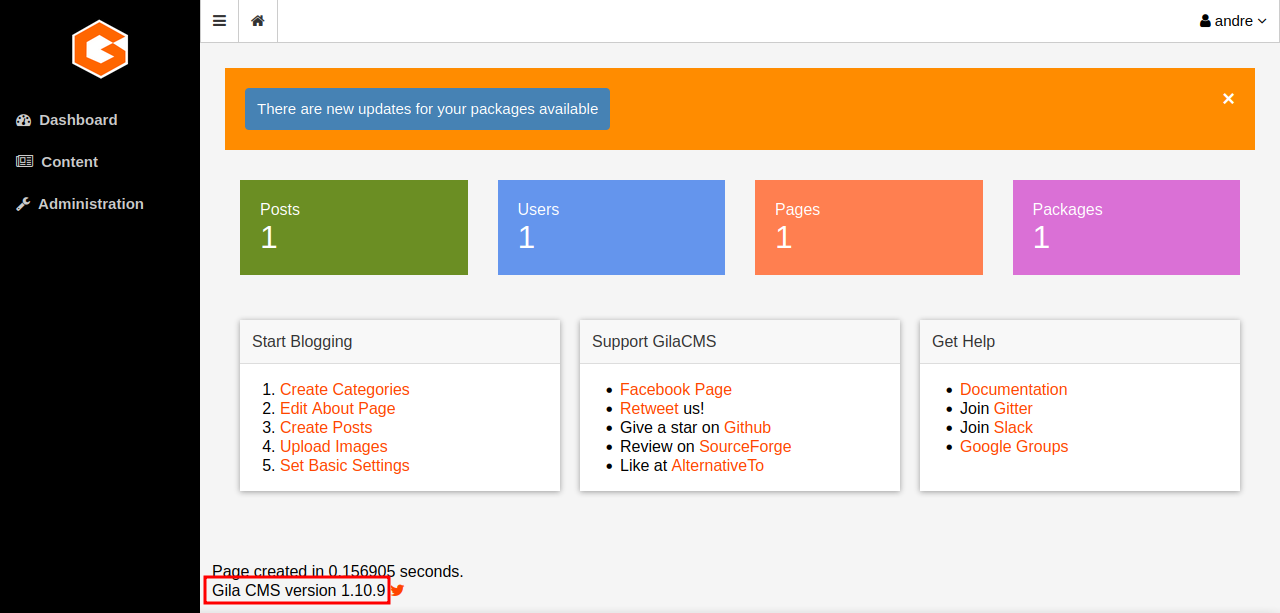 andre
Dashboard
Content
Administration
There are new updates for your packages available
×
Posts
1
Users
1
Pages
1
Packages
1
Start Blogging
1. Create Categories
2. Edit About Page
3. Create Posts
4. Upload Images
5. Set Basic Settings
Support GilaCMS
• Facebook Page
• Retweet us!
• Give a star on Github
• Review on SourceForge
• Like at AlternativeTo
Get Help
• Documentation
• Join Gitter
• Join Slack
• Google Groups
Page created in 0.156905 seconds.
Gila CMS version 1.10.9